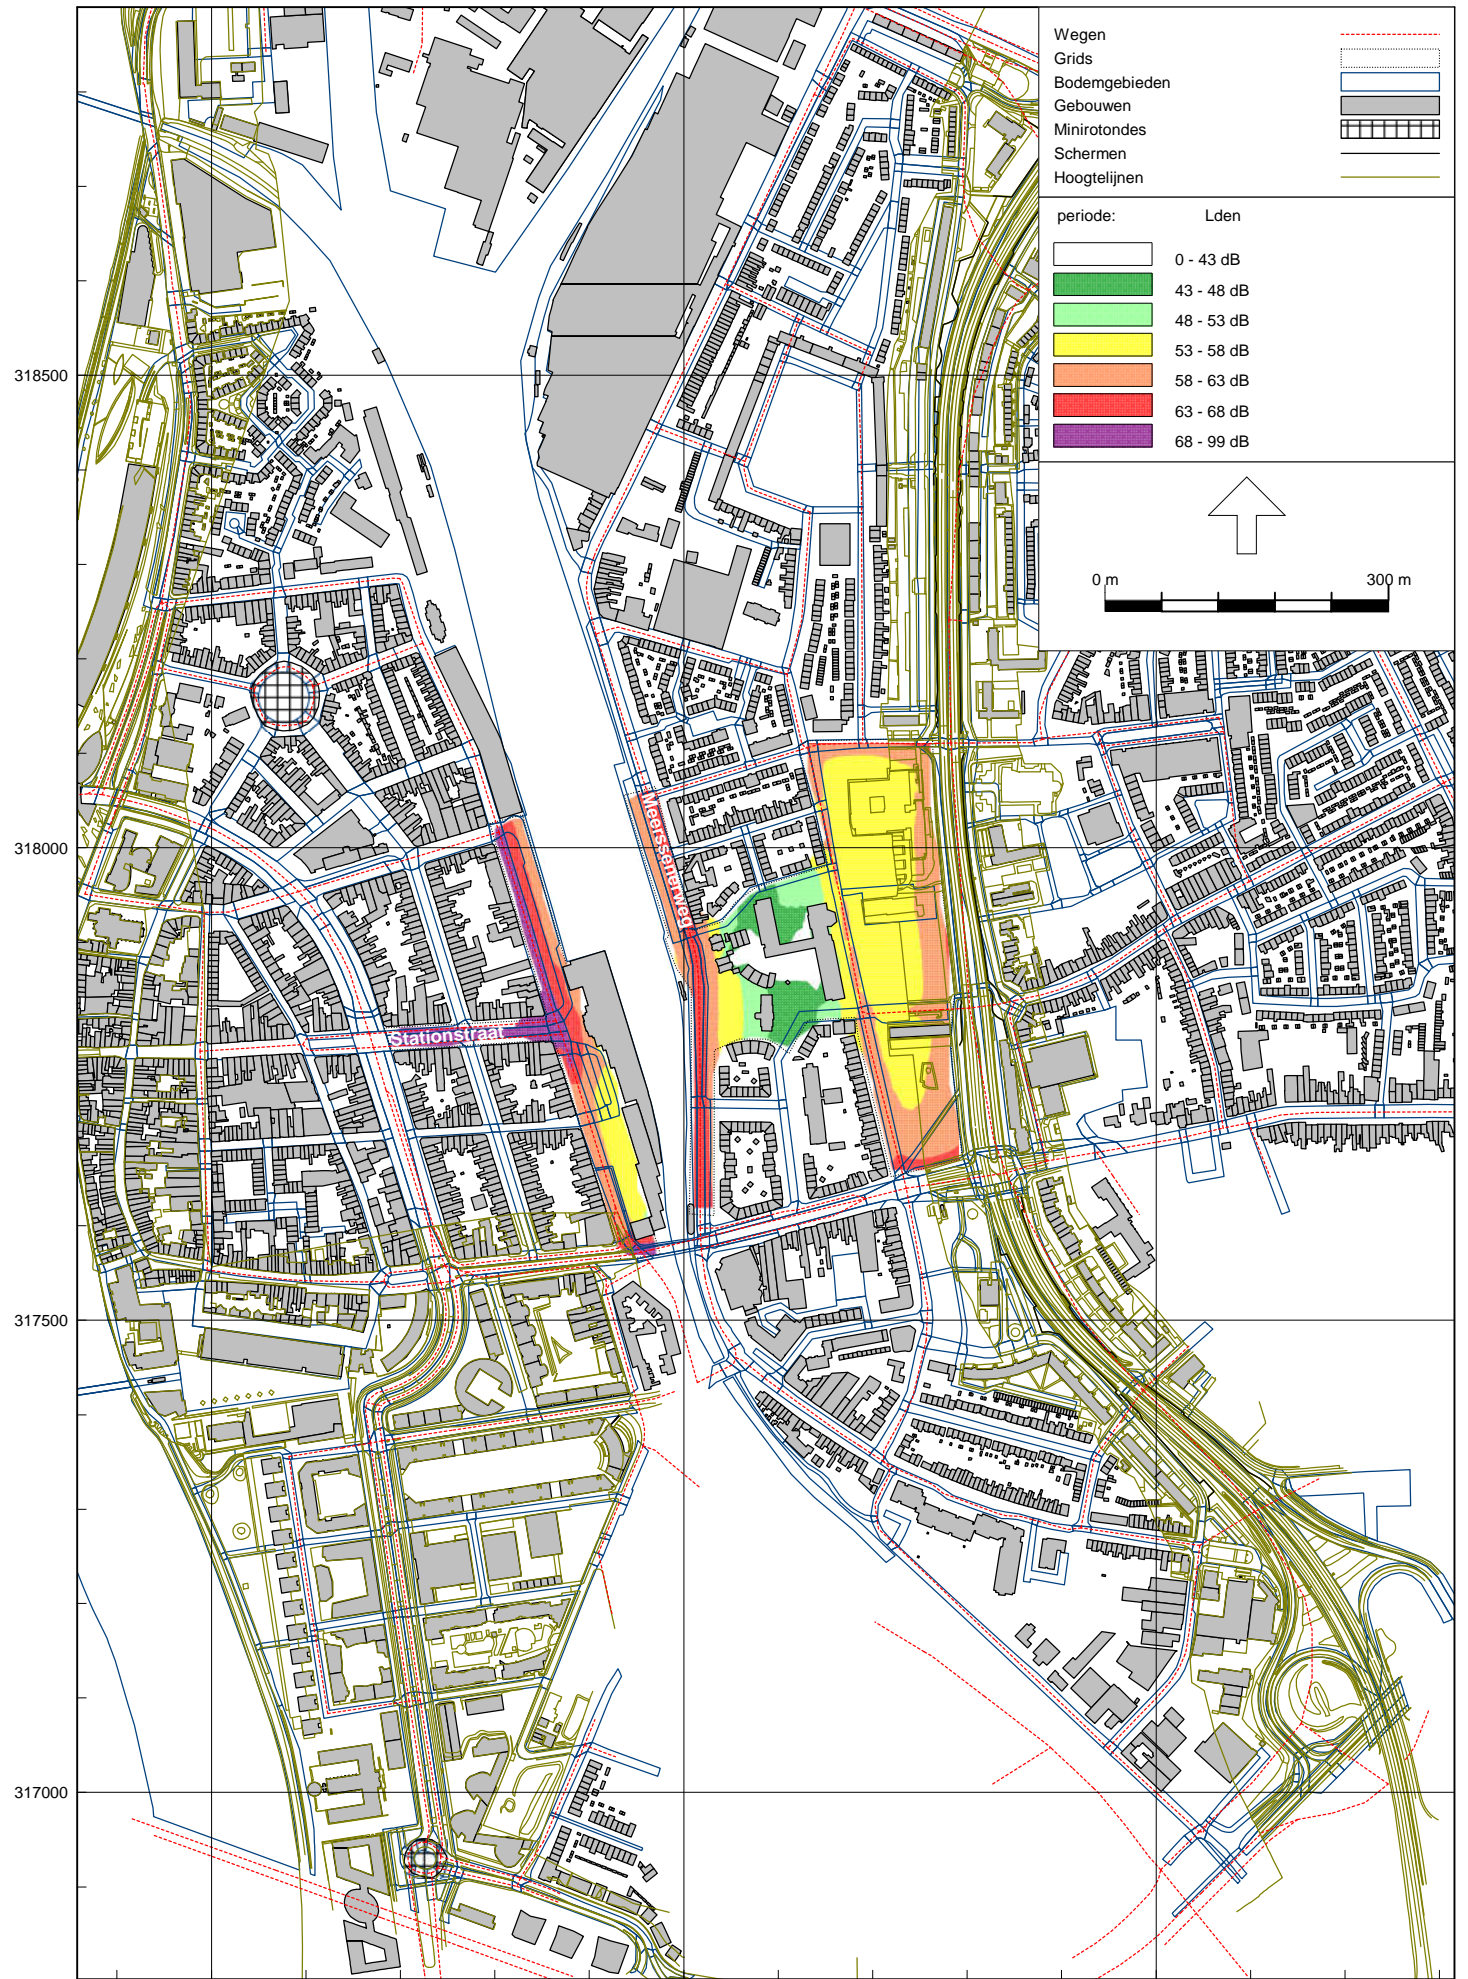 Wegen
Grids
Bodemgebieden
Gebouwen
Minirotondes
Schermen
Hoogtelijnen
periode: Lden
0 - 43 dB
43 - 48 dB
48 - 53 dB
53 - 58 dB
58 - 63 dB
63 - 68 dB
68 - 99 dB
0 m 300 m
318500
318000
317500
317000
Meerssenerweg
Stationstraat